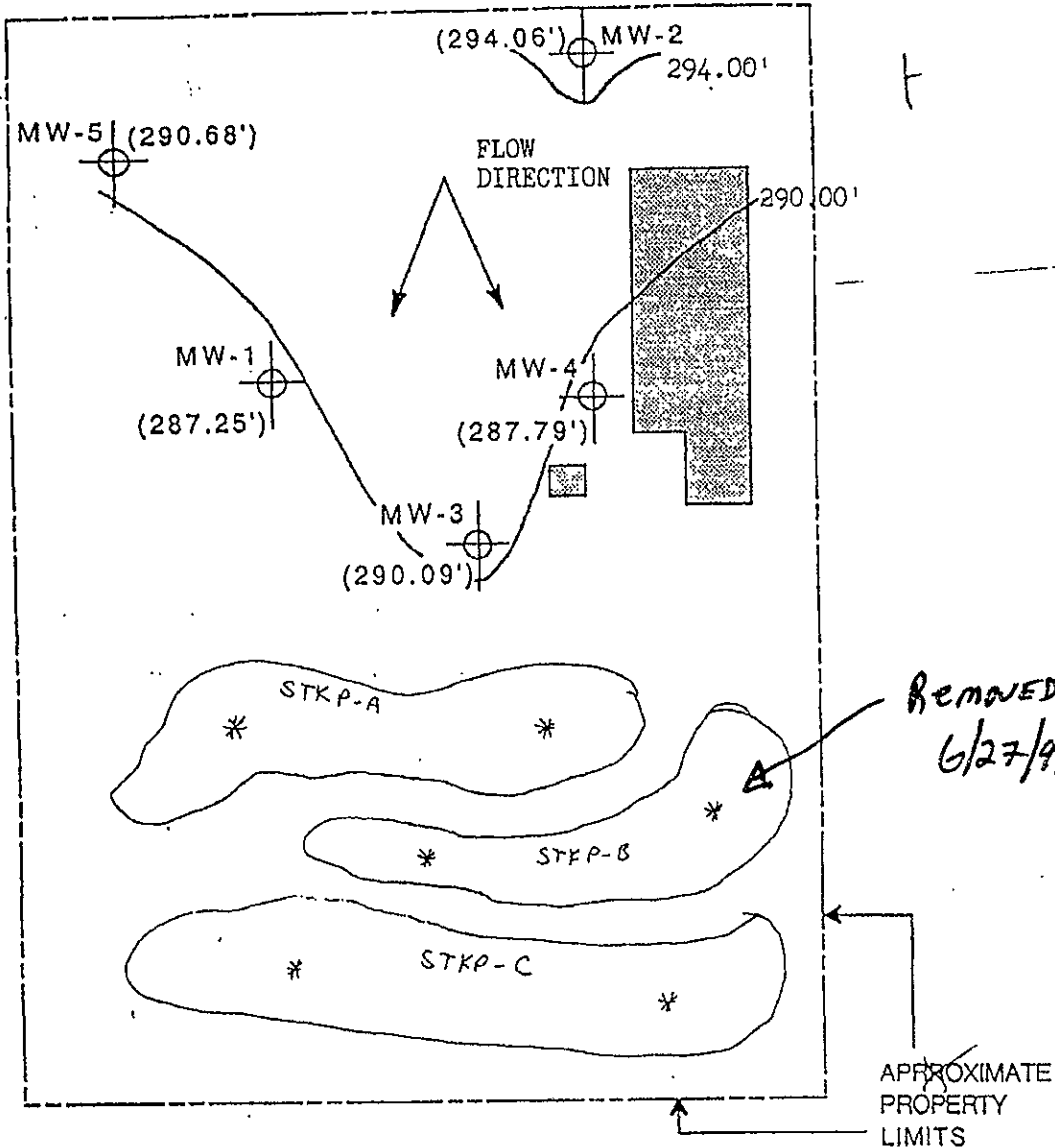 (294.06') MW-2
294.00'
MW-5 (290.68')
FLOW
DIRECTION
290.00'
MW-1
(287.25')
MW-4
(287.79')
MW-3
(290.09')
STKP-A
REMOVED
STKP-B
STKP-C
APRROXIMATE
PROPERTY
LIMITS